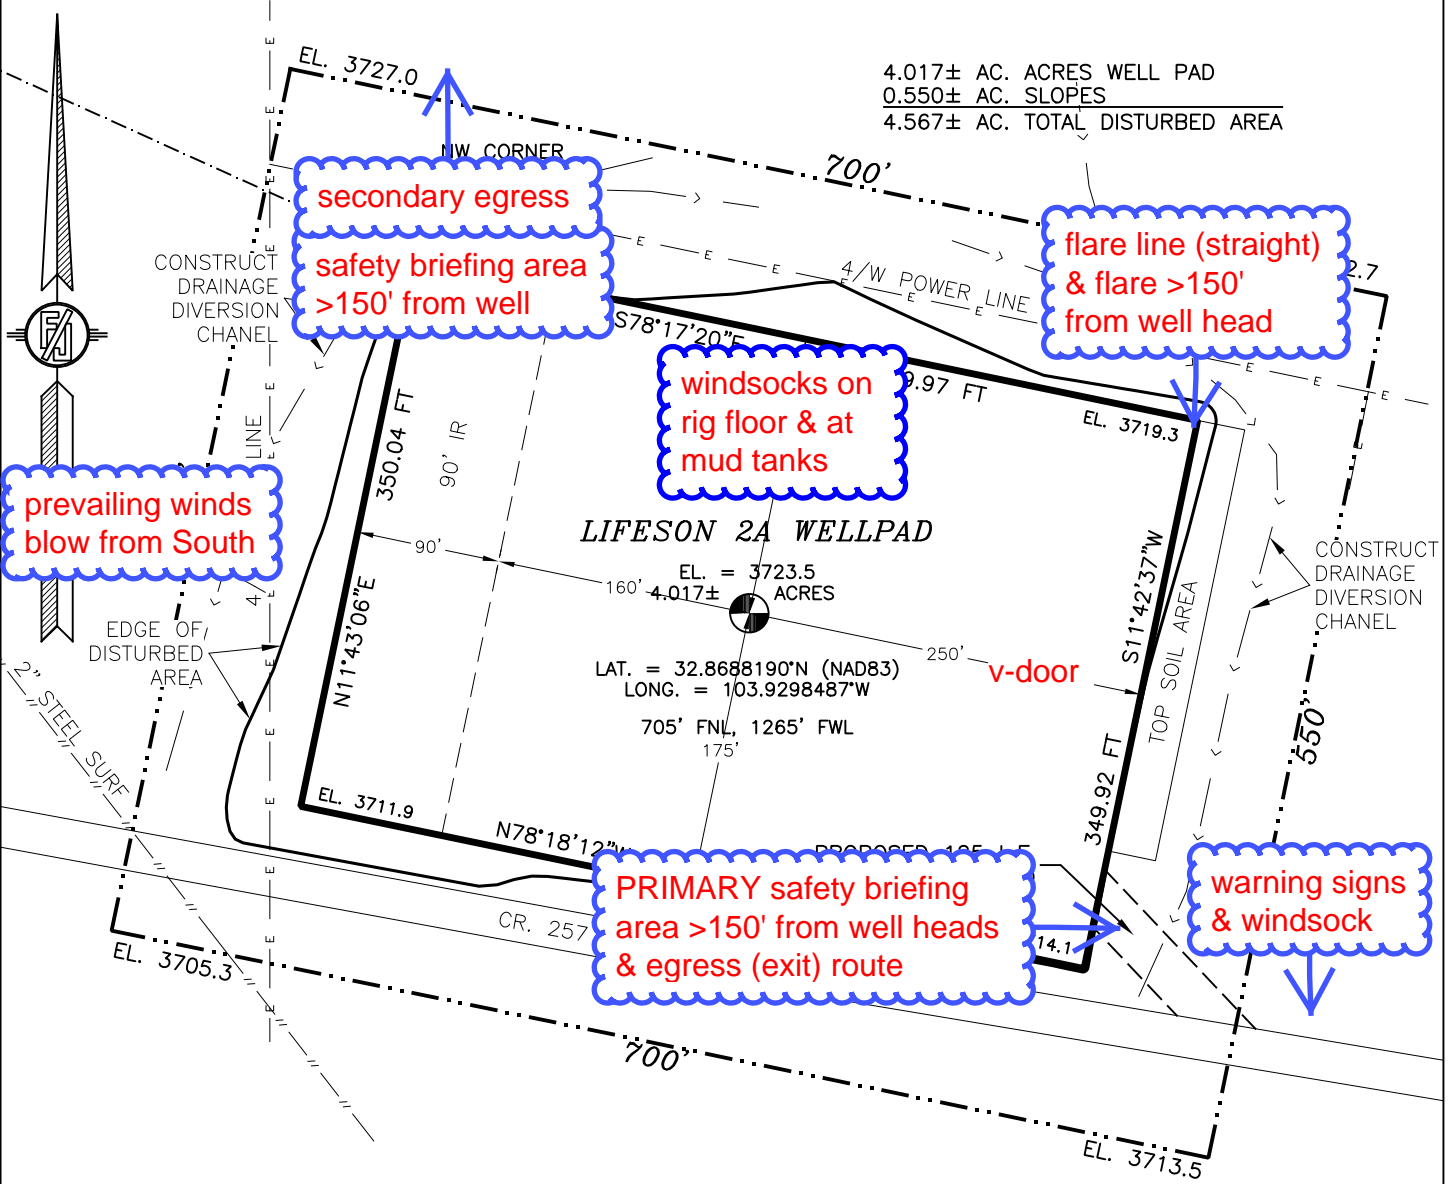 EL. 3727.0
4.017± AC. ACRES WELL PAD
0.550± AC. SLOPES
4.567± AC. TOTAL DISTURBED AREA
NW CORNER
700'
secondary egress
safety briefing area
>150' from well
flare line (straight)
& flare >150'
from well head
2.7
CONSTRUCT
DRAINAGE
DIVERSION
CHANEL
4/W POWER LINE
S78°17'20"E
9.97 FT
windsocks on
rig floor & at
mud tanks
EL. 3719.3
350.04 FT
90' IR
LINE
4
prevailing winds
blow from South
LIFESON 2A WELLPAD
EL. = 3723.5
4.017± ACRES
90'
160'
250'
v-door
N11°43'06"E
S11°42'37"W
TOP SOIL AREA
CONSTRUCT
DRAINAGE
DIVERSION
CHANEL
EDGE OF
DISTURBED
AREA
LAT. = 32.8688190°N (NAD83)
LONG. = 103.9298487°W
705' FNL, 1265' FWL
175'
2" STEEL SURF
550'
349.92 FT
EL. 3711.9
N78°18'12"W
PROPOSED
PRIMARY safety briefing
area >150' from well heads
& egress (exit) route
14.1
warning signs
& windsock
CR. 257
EL. 3705.3
700'
EL. 3713.5